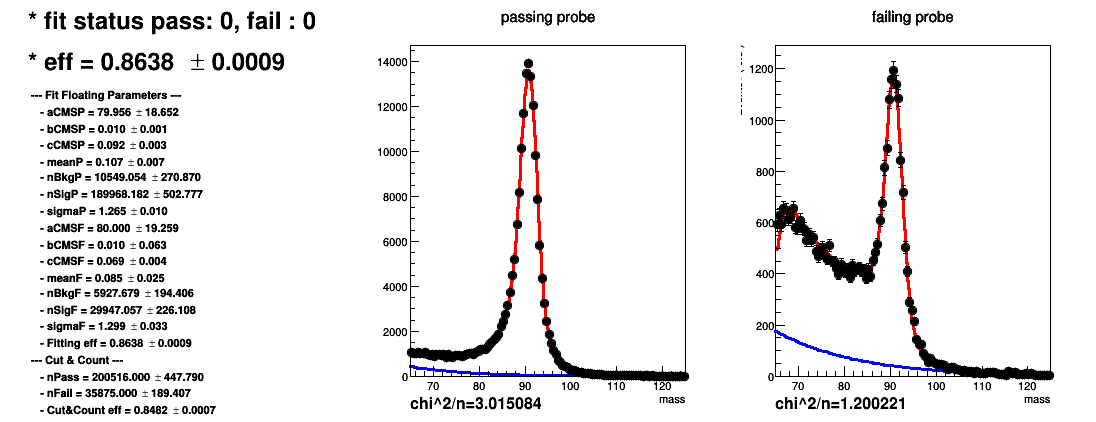 * fit status pass: 0, fail : 0
* eff = 0.8638 ± 0.0009
--- Fit Floating Parameters ---
- aCMSP = 79.956 ± 18.652
- bCMSP = 0.010 ± 0.001
- cCMSP = 0.092 ± 0.003
- meanP = 0.107 ± 0.007
- nBkgP = 10549.054 ± 270.870
- nSigP = 189968.182 ± 502.777
- sigmaP = 1.265 ± 0.010
- aCMSF = 80.000 ± 19.259
- bCMSF = 0.010 ± 0.063
- cCMSF = 0.069 ± 0.004
- meanF = 0.085 ± 0.025
- nBkgF = 5927.679 ± 194.406
- nSigF = 29947.057 ± 226.108
- sigmaF = 1.299 ± 0.033
- Fitting eff = 0.8638 ± 0.0009
--- Cut & Count ---
- nPass = 200516.000 ± 447.790
- nFail = 35875.000 ± 189.407
- Cut&Count eff = 0.8482 ± 0.0007
passing probe
14000
12000
10000
8000
6000
4000
2000
0
70 80 90 100 110 120
mass
chi^2/n=3.015084
failing probe
1200
1000
800
600
400
200
0
70 80 90 100 110 120
mass
chi^2/n=1.200221